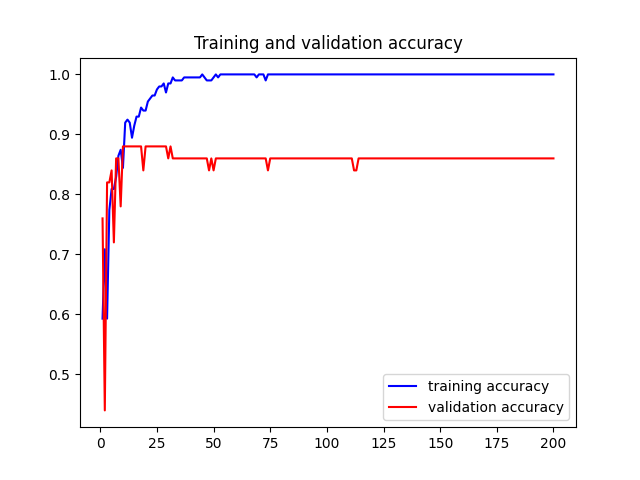 Training and validation accuracy
1.0
0.9
0.8
0.7
0.6
0.5
training accuracy
validation accuracy
0 25 50 75 100 125 150 175 200